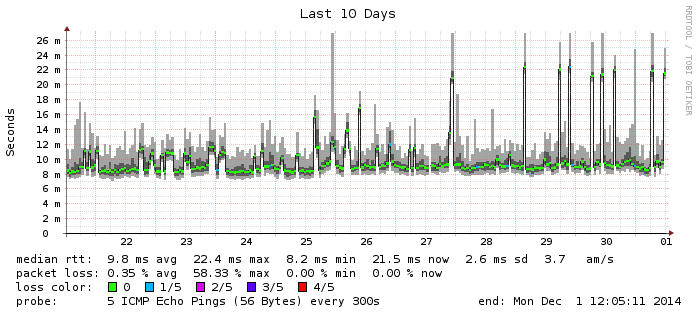 Last 10 Days
RRDTOOL / TOBI OETIKER
Seconds
26 m
24 m
22 m
20 m
18 m
16 m
14 m
12 m
10 m
8 m
6 m
4 m
2 m
0
22 23 24 25 26 27 28 29 30 01
median rtt: 9.8 ms avg 22.4 ms max 8.2 ms min 21.5 ms now 2.6 ms sd 3.7 am/s
packet loss: 0.35 % avg 58.33 % max 0.00 % min 0.00 % now
loss color: 0 1/5 2/5 3/5 4/5
probe: 5 ICMP Echo Pings (56 Bytes) every 300s end: Mon Dec 1 12:05:11 2014